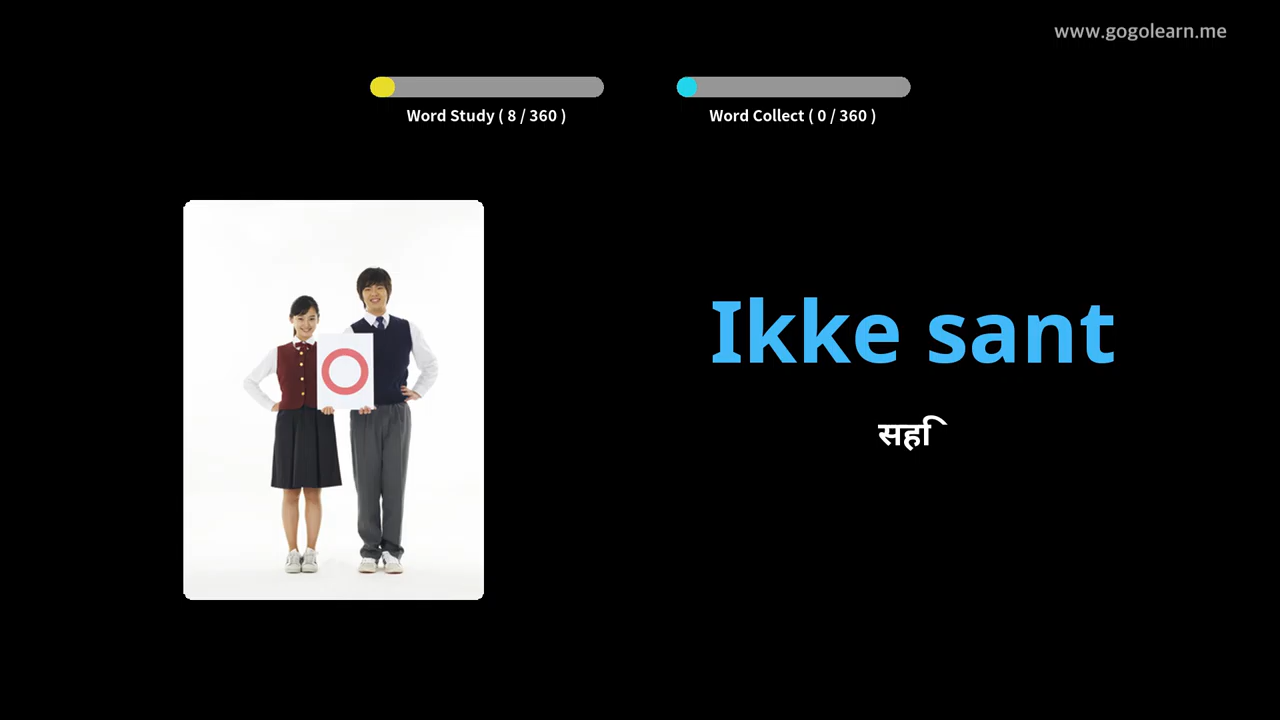 www.gogolearn.me
Word Study ( 8 / 360 )
Word Collect ( 0 / 360 )
Ikke sant
सहि